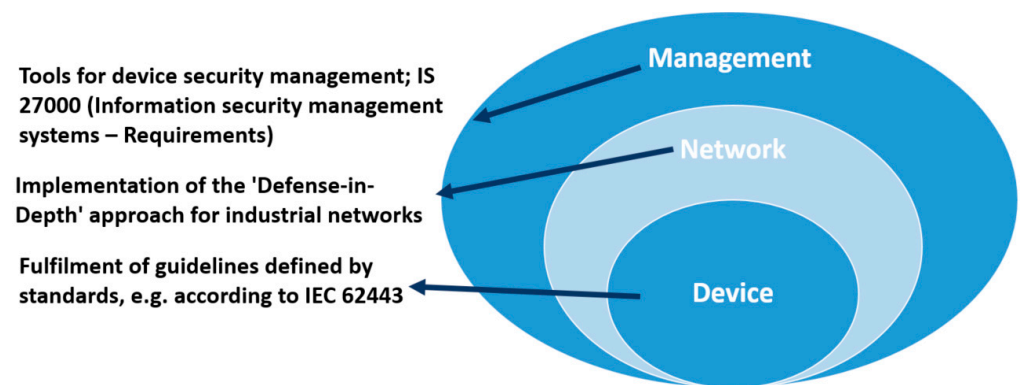 Management
Tools for device security management; IS
27000 (Information security management
systems – Requirements)
Network
Implementation of the 'Defense-in-
Depth' approach for industrial networks
Fulfilment of guidelines defined by
standards, e.g. according to IEC 62443
Device